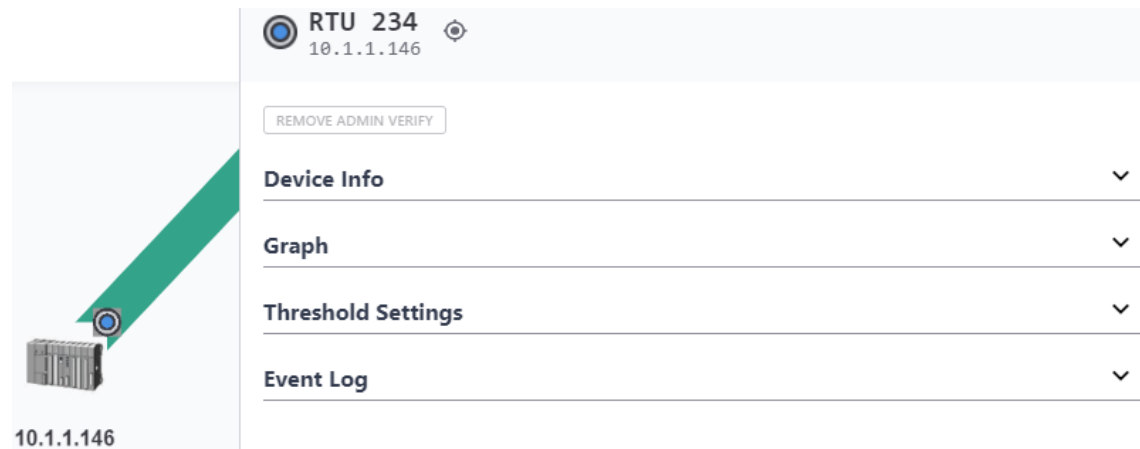 RTU 234
10.1.1.146
REMOVE ADMIN VERIFY
Device Info
Graph
Threshold Settings
Event Log
10.1.1.146